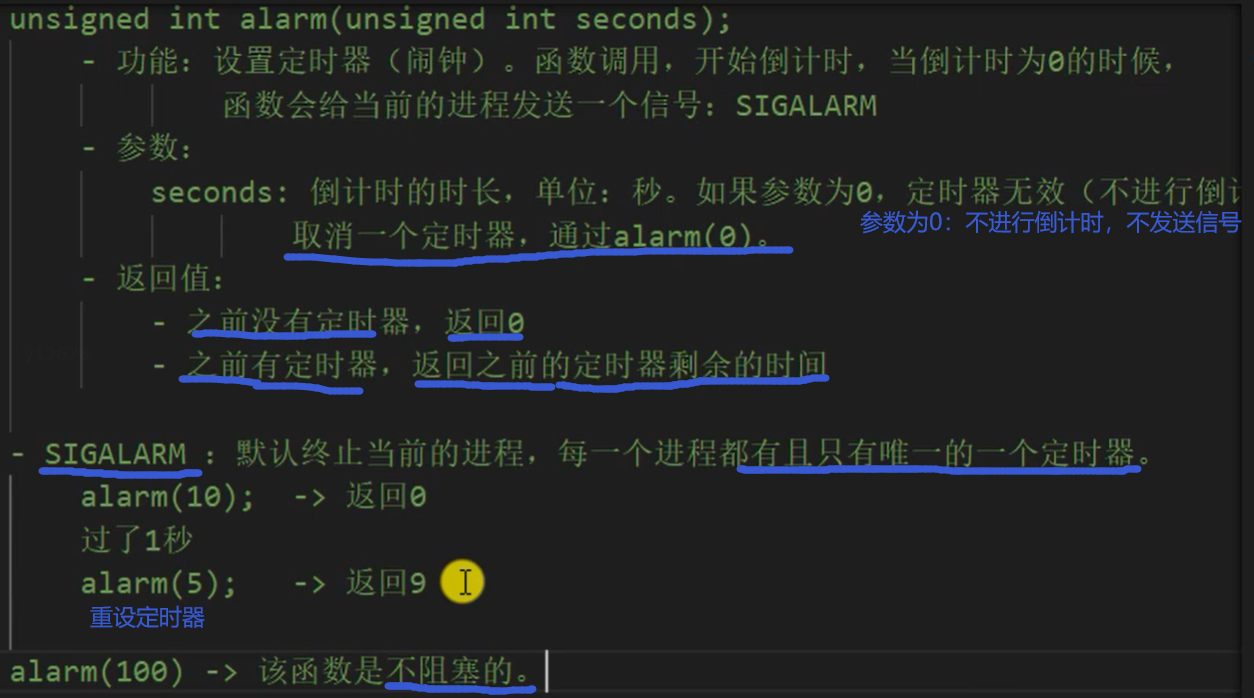 unsigned int alarm(unsigned int seconds);
- 功能：设置定时器（闹钟）。函数调用，开始倒计时，当倒计时为0的时候，
函数会给当前的进程发送一个信号：SIGALARM
- 参数：
seconds: 倒计时的时长，单位：秒。如果参数为0，定时器无效（不进行倒计
参数为0：不进行倒计时，不发送信号
取消一个定时器，通过alarm(0)。
- 返回值：
- 之前没有定时器，返回0
- 之前有定时器，返回之前的定时器剩余的时间
- SIGALARM ：默认终止当前的进程，每一个进程都有且只有唯一的一个定时器。
alarm(10); -> 返回0
过了1秒
alarm(5); -> 返回9
重设定时器
alarm(100) -> 该函数是不阻塞的。